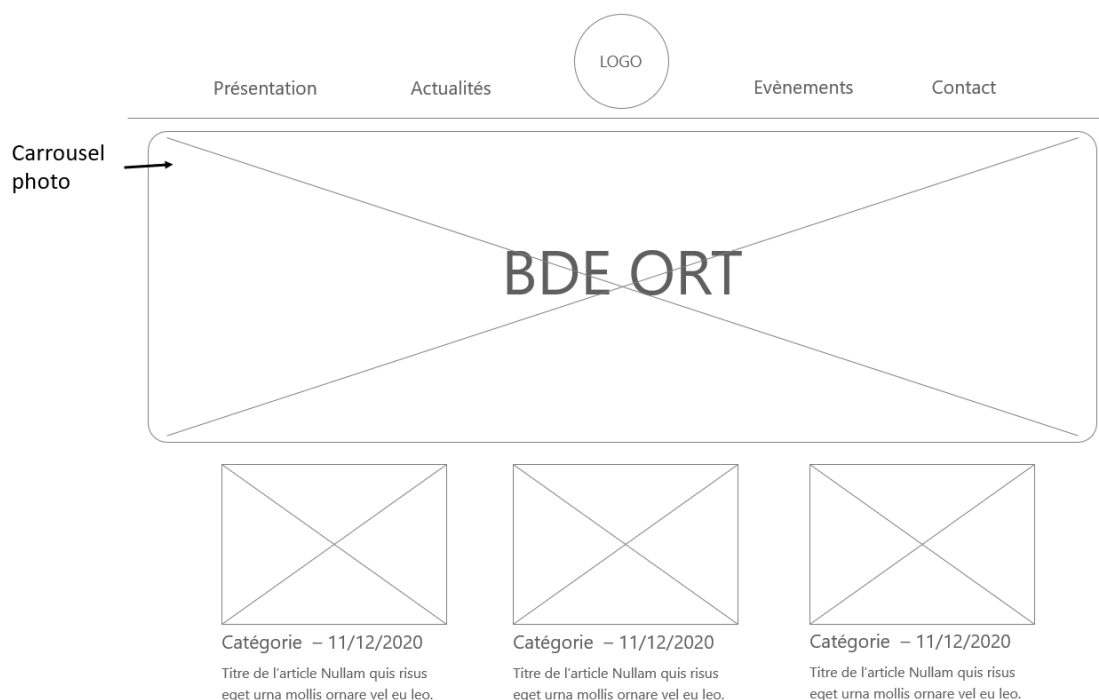 LOGO
Présentation
Actualités
Evènements
Contact
Carrousel
photo
BDE ORT
Catégorie – 11/12/2020
Titre de l'article Nullam quis risus
eget urna mollis ornare vel eu leo.
Catégorie – 11/12/2020
Titre de l'article Nullam quis risus
eget urna mollis ornare vel eu leo.
Catégorie – 11/12/2020
Titre de l'article Nullam quis risus
eget urna mollis ornare vel eu leo.